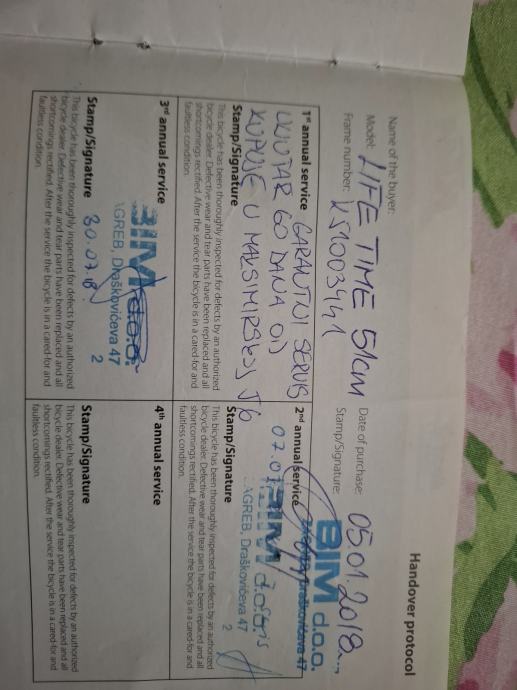 Handover protocol
Name of the buyer:
Model: LIFE TIME 51cm
Date of purchase: 05.01.2018.
Frame number: KS1003441
Stamp/Signature:
BIM d.o.o.
Draškovićeva 47
1st annual service
GARANTNI SERVIS
UNUTAR 60 DANA OD
KUPNJE U MAKSIMIRSKOJ
Stamp/Signature
This bicycle has been thoroughly inspected for defects by an authorized
bicycle dealer. Defective wear and tear parts have been replaced and all
shortcomings rectified. After the service the bicycle is in a cared-for and
faultless condition.
2nd annual service
BIM d.o.o.
AGREB, Draškovićeva 47
2
Stamp/Signature
This bicycle has been thoroughly inspected for defects by an authorized
bicycle dealer. Defective wear and tear parts have been replaced and all
shortcomings rectified. After the service the bicycle is in a cared-for and
faultless condition.
3rd annual service
BIM d.o.o.
AGREB, Draškovićeva 47
2
30.07.18
Stamp/Signature
This bicycle has been thoroughly inspected for defects by an authorized
bicycle dealer. Defective wear and tear parts have been replaced and all
shortcomings rectified. After the service the bicycle is in a cared-for and
faultless condition.
4th annual service
Stamp/Signature
This bicycle has been thoroughly inspected for defects by an authorized
bicycle dealer. Defective wear and tear parts have been replaced and all
shortcomings rectified. After the service the bicycle is in a cared-for and
faultless condition.